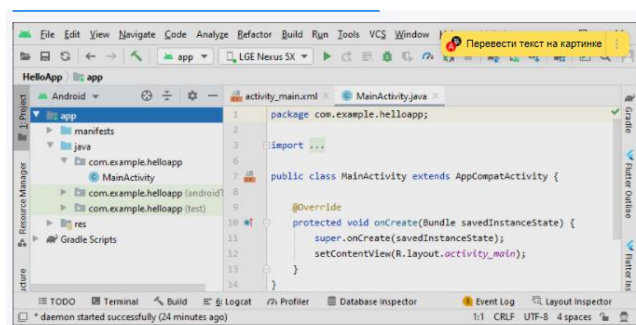 File Edit View Navigate Code Analyze Refactor Build Run Tools VCS Window
Перевести текст на картинке
app LGE Nexus 5X
HelloApp app
Android activity_main.xml MainActivity.java
1: Project
Resource Manager
Gradle
Flutter Outline
app
manifests
java
com.example.helloapp
MainActivity
com.example.helloapp (android
com.example.helloapp (test)
res
Gradle Scripts
1 package com.example.helloapp;
2
3 import ...
6
7 public class MainActivity extends AppCompatActivity {
8
9 @Override
10 protected void onCreate(Bundle savedInstanceState) {
11 super.onCreate(savedInstanceState);
12 setContentView(R.layout.activity_main);
13 }
14 }
TODO Terminal Build 6: Logcat Profiler Database Inspector Event Log Layout Inspector
* daemon started successfully (24 minutes ago) 1:1 CRLF UTF-8 4 spaces